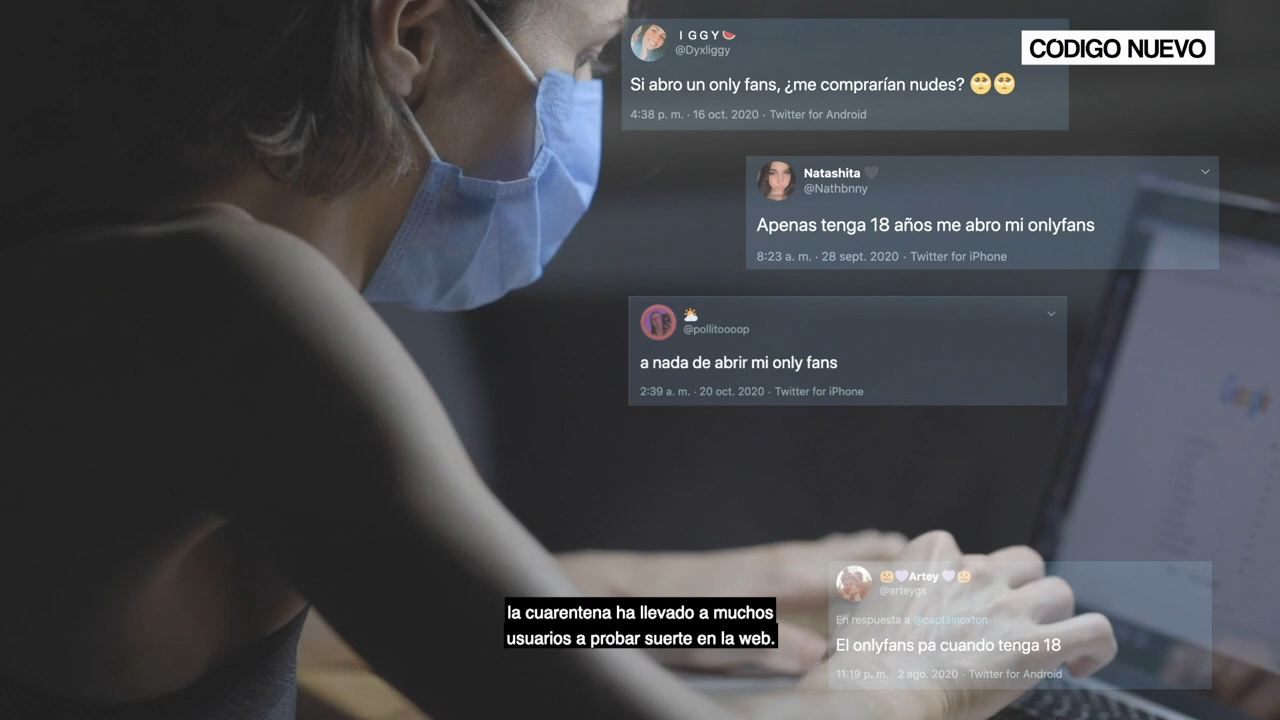 I G G Y🍉
@Dyxliggy
CÓDIGO NUEVO
Si abro un only fans, ¿me comprarían nudes? 🥺🥺
4:38 p. m. · 16 oct. 2020 · Twitter for Android
Natashita 🖤
@Nathbnny
Apenas tenga 18 años me abro mi onlyfans
8:23 a. m. · 28 sept. 2020 · Twitter for iPhone
⛅
@pollitoooop
a nada de abrir mi only fans
2:39 a. m. · 20 oct. 2020 · Twitter for iPhone
Google
🎃💜Artey 💜🎃
@arteygs
En respuesta a @captainoxton
El onlyfans pa cuando tenga 18
11:19 p. m. · 2 ago. 2020 · Twitter for Android
la cuarentena ha llevado a muchos
usuarios a probar suerte en la web.